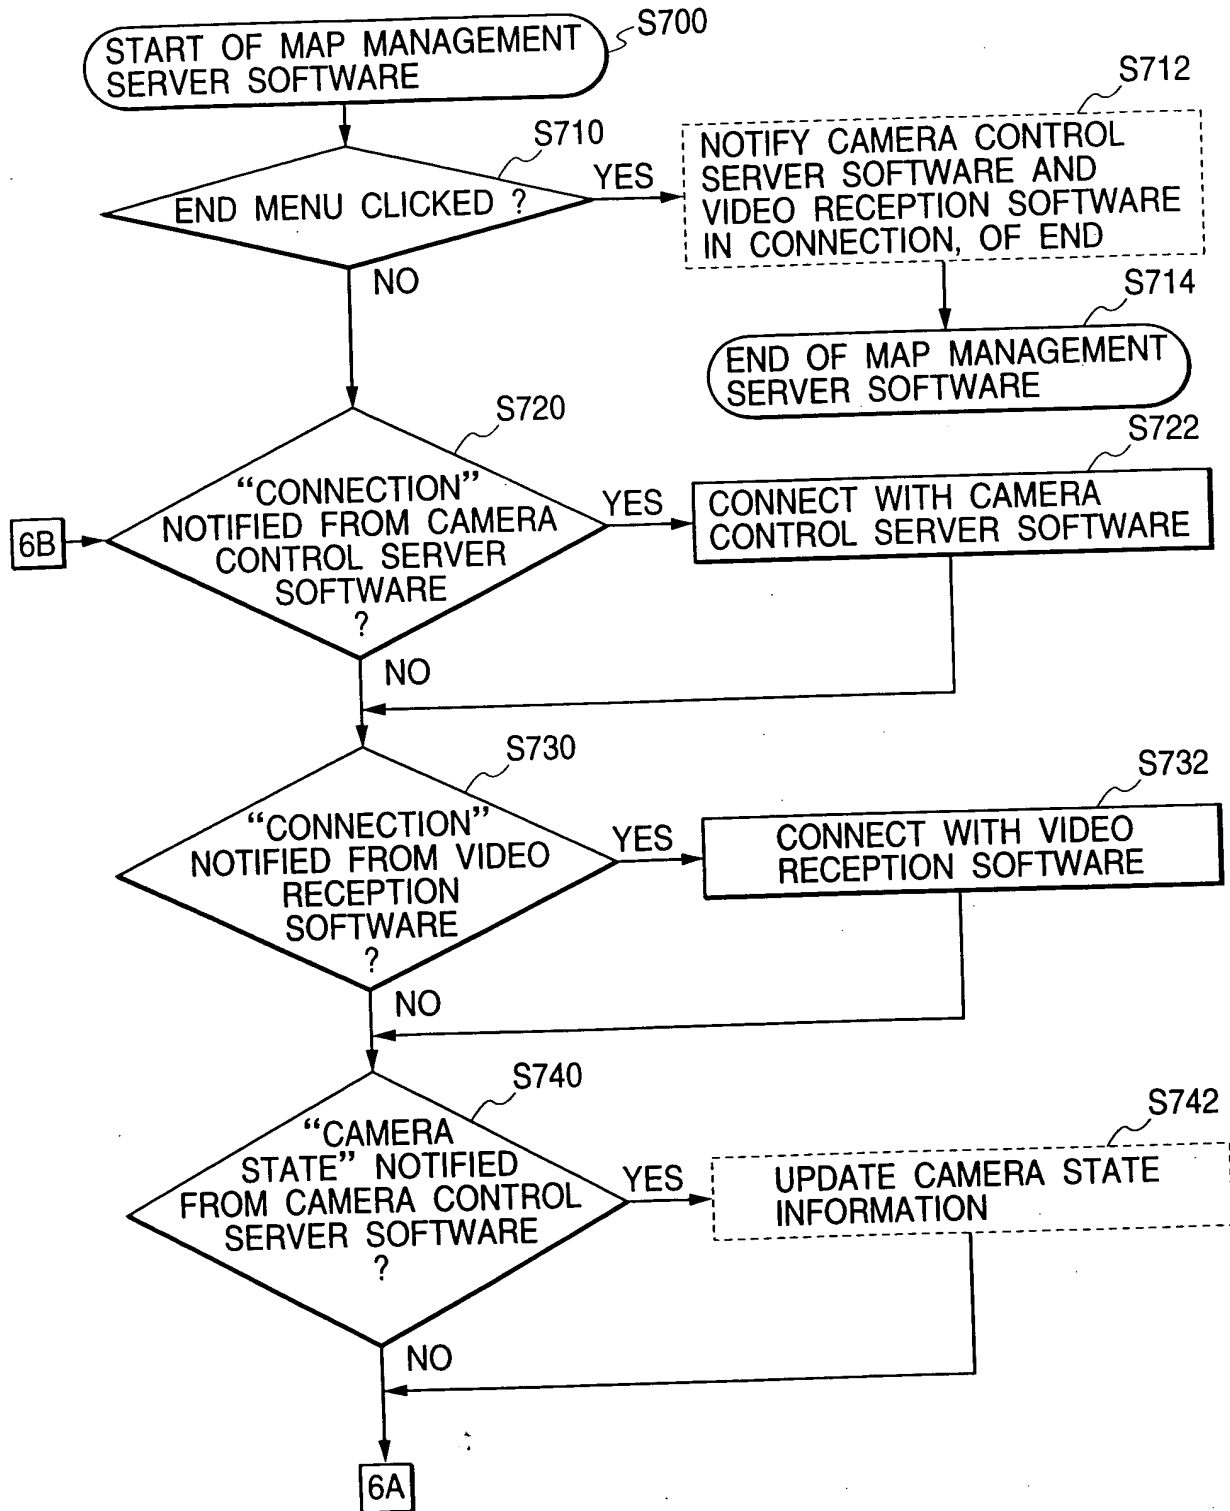 START OF MAP MANAGEMENT
SERVER SOFTWARE
S700
S710
END MENU CLICKED ?
YES
NO
S712
NOTIFY CAMERA CONTROL
SERVER SOFTWARE AND
VIDEO RECEPTION SOFTWARE
IN CONNECTION, OF END
S714
END OF MAP MANAGEMENT
SERVER SOFTWARE
S720
6B
“CONNECTION”
NOTIFIED FROM CAMERA
CONTROL SERVER
SOFTWARE
?
YES
NO
S722
CONNECT WITH CAMERA
CONTROL SERVER SOFTWARE
S730
“CONNECTION”
NOTIFIED FROM VIDEO
RECEPTION
SOFTWARE
?
YES
NO
S732
CONNECT WITH VIDEO
RECEPTION SOFTWARE
S740
“CAMERA
STATE” NOTIFIED
FROM CAMERA CONTROL
SERVER SOFTWARE
?
YES
NO
S742
UPDATE CAMERA STATE
INFORMATION
6A